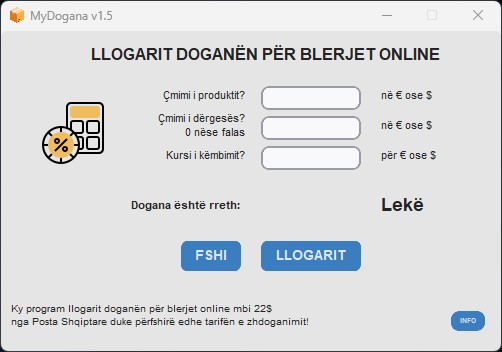 MyDogana v1.5
LLOGARIT DOGANËN PËR BLERJET ONLINE
Çmimi i produktit? në € ose $
Çmimi i dërgesës? në € ose $
0 nëse falas
Kursi i këmbimit? për € ose $
Dogana është rreth: Lekë
FSHI LLOGARIT
Ky program llogarit doganën për blerjet online mbi 22$
nga Posta Shqiptare duke përfshirë edhe tarifën e zhdoganimit!
INFO